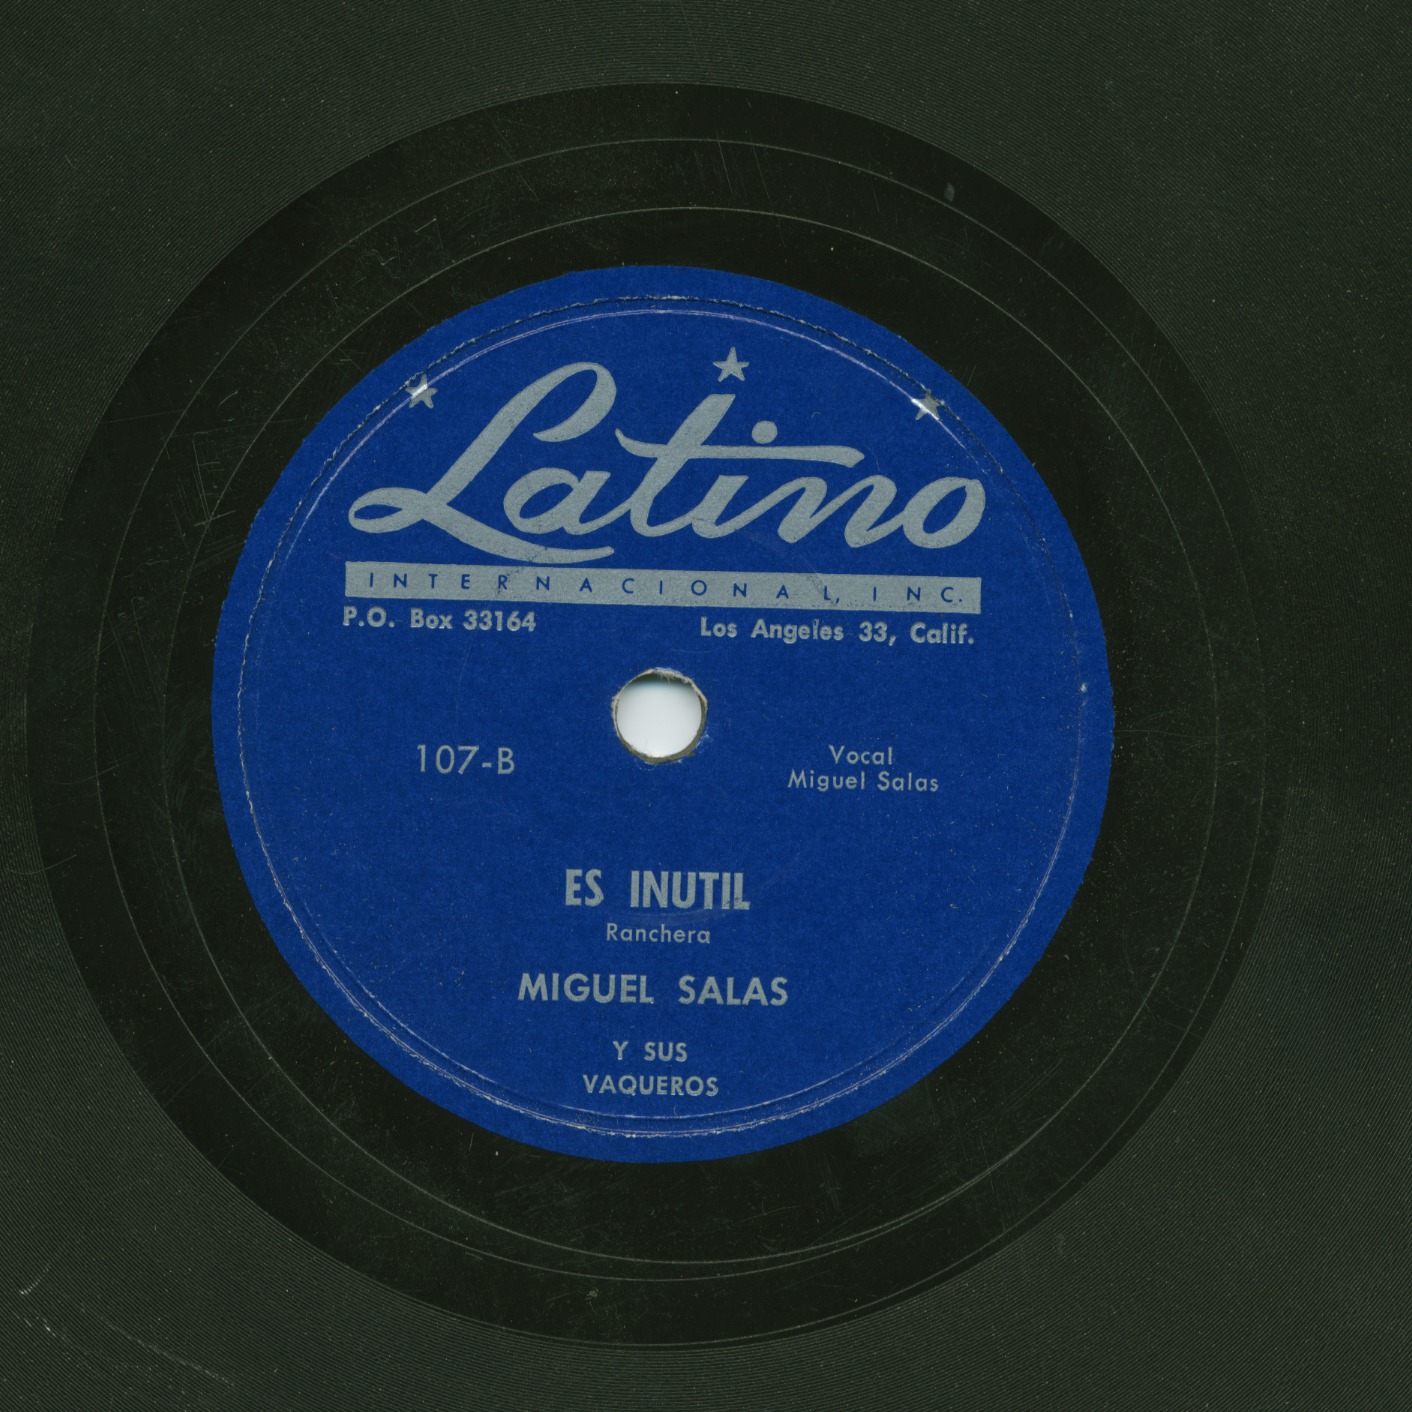 Latino
INTERNACIONAL, INC.
P.O. Box 33164 Los Angeles 33, Calif.
107-B
Vocal
Miguel Salas
ES INUTIL
Ranchera
MIGUEL SALAS
Y SUS
VAQUEROS